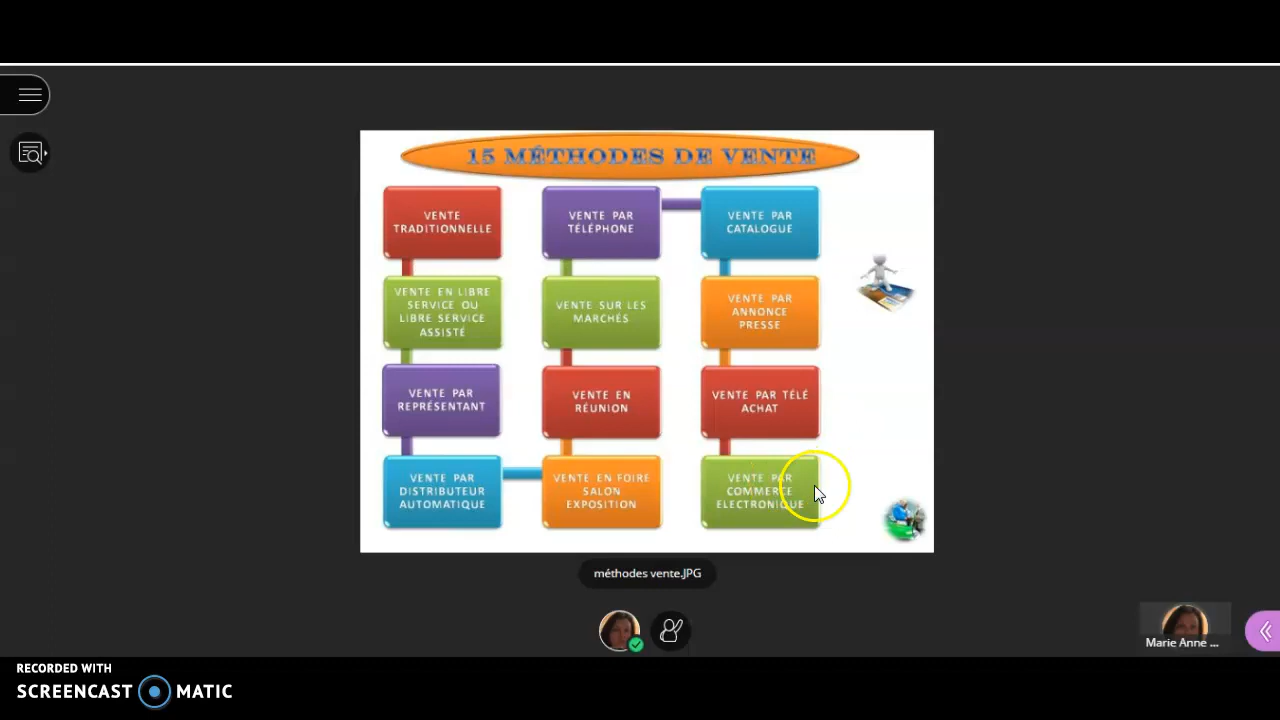 15 MÉTHODES DE VENTE
VENTE
TRADITIONNELLE
VENTE EN LIBRE
SERVICE OU
LIBRE SERVICE
ASSISTÉ
VENTE PAR
REPRÉSENTANT
VENTE PAR
DISTRIBUTEUR
AUTOMATIQUE
VENTE PAR
TÉLÉPHONE
VENTE SUR LES
MARCHÉS
VENTE EN
RÉUNION
VENTE EN FOIRE
SALON
EXPOSITION
VENTE PAR
CATALOGUE
VENTE PAR
ANNONCE
PRESSE
VENTE PAR TÉLÉ
ACHAT
VENTE PAR
COMMERCE
ELECTRONIQUE
méthodes vente.JPG
Marie Anne ...
RECORDED WITH
SCREENCAST MATIC